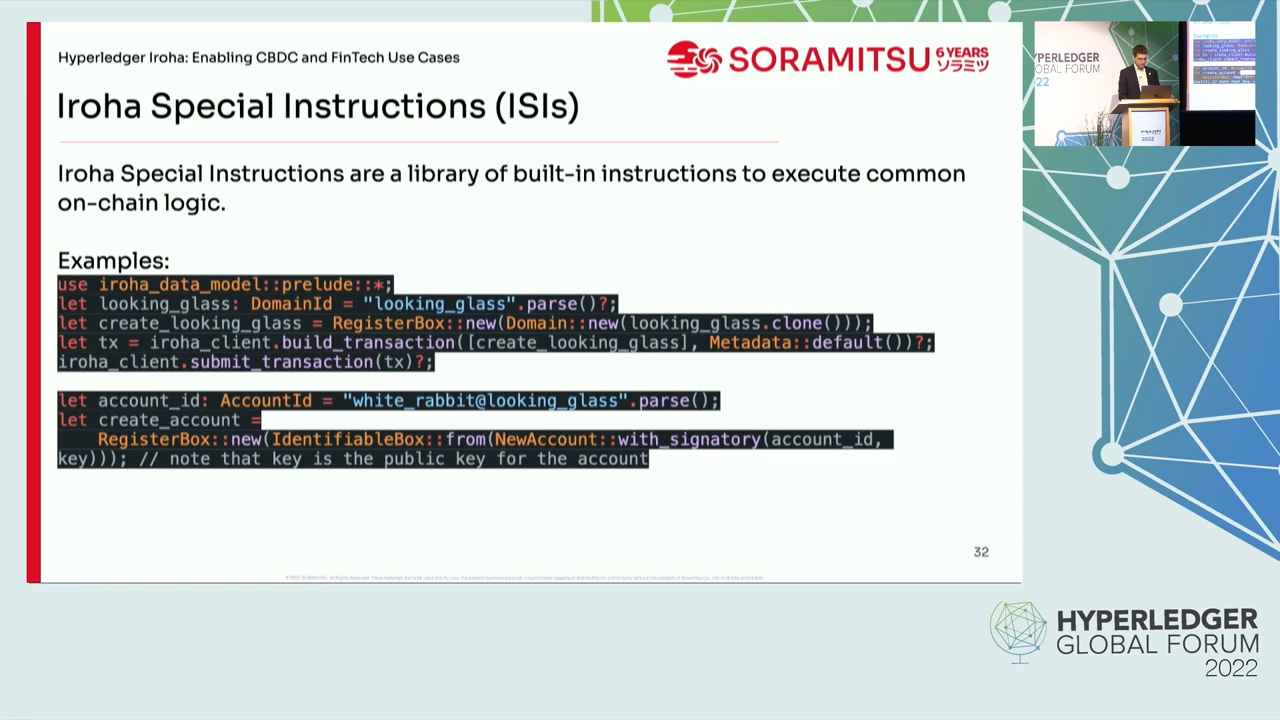 Hyperledger Iroha: Enabling CBDC and FinTech Use Cases
SORAMITSU 6 YEARS ソラミツ
Iroha Special Instructions (ISIs)
Iroha Special Instructions are a library of built-in instructions to execute common
on-chain logic.
Examples:
use iroha_data_model::prelude::*;
let looking_glass: DomainId = "looking_glass".parse()?;
let create_looking_glass = RegisterBox::new(Domain::new(looking_glass.clone()));
let tx = iroha_client.build_transaction([create_looking_glass], Metadata::default())?;
iroha_client.submit_transaction(tx)?;
let account_id: AccountId = "white_rabbit@looking_glass".parse();
let create_account =
    RegisterBox::new(IdentifiableBox::from(NewAccount::with_signatory(account_id,
key))); // note that key is the public key for the account
32
HYPERLEDGER
GLOBAL FORUM
2022